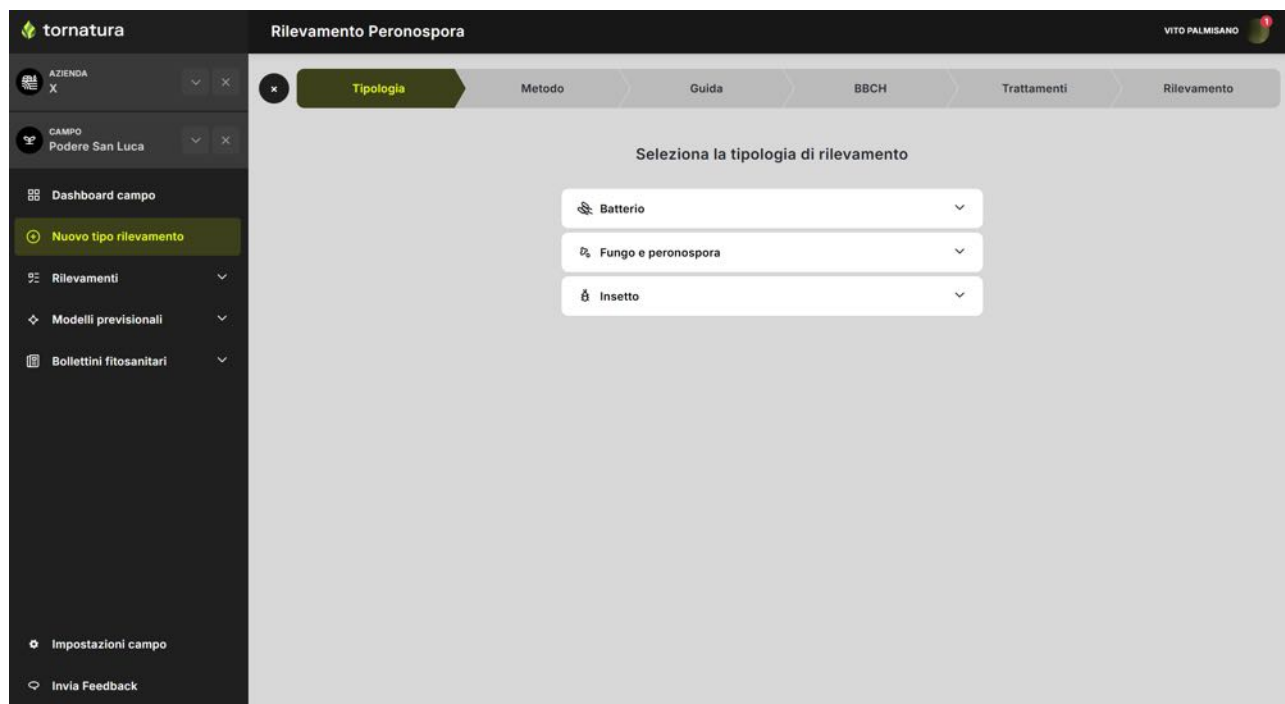 tornatura
Rilevamento Peronospora
VITO PALMISANO
1
AZIENDA
X
CAMPO
Podere San Luca
Dashboard campo
Nuovo tipo rilevamento
Rilevamenti
Modelli previsionali
Bollettini fitosanitari
Impostazioni campo
Invia Feedback
Tipologia
Metodo
Guida
BBCH
Trattamenti
Rilevamento
Seleziona la tipologia di rilevamento
Batterio
Fungo e peronospora
Insetto